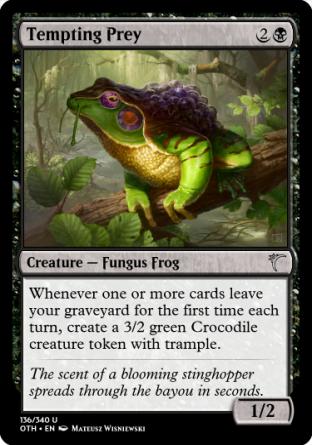 Tempting Prey 2
Creature — Fungus Frog
Whenever one or more cards leave
your graveyard for the first time each
turn, create a 3/2 green Crocodile
creature token with trample.
The scent of a blooming stinghopper
spreads through the bayou in seconds.
1/2
136/340 U
OTH • EN Mateusz Wisniewski